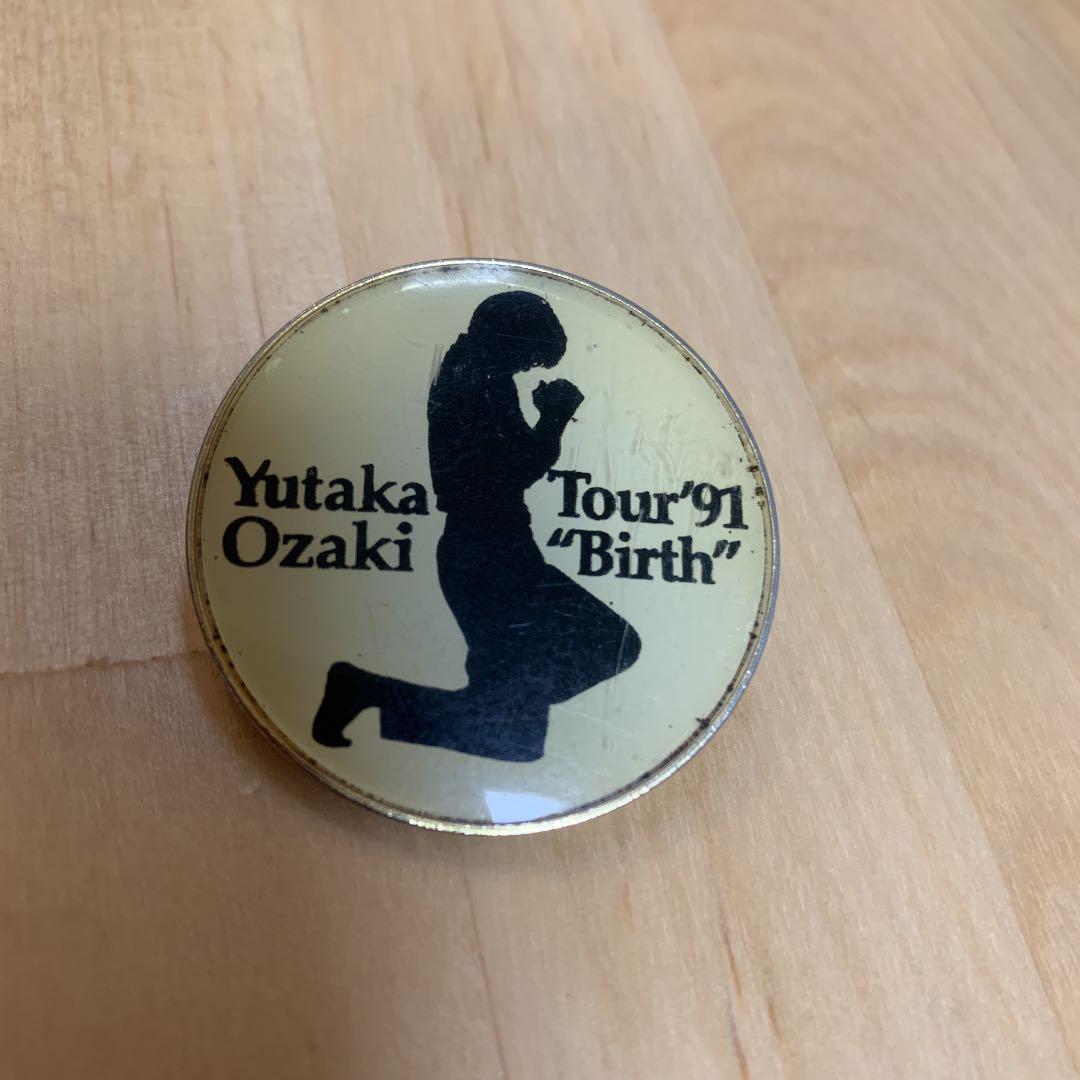 Yutaka
Ozaki
Tour'91
"Birth"